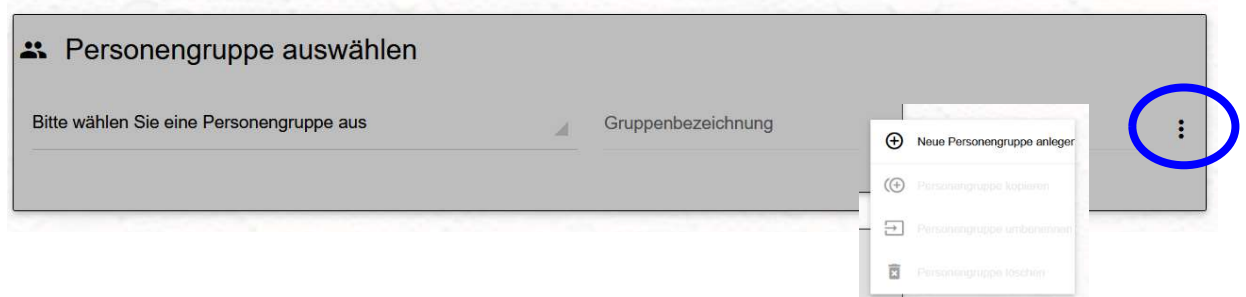 Personengruppe auswählen
Bitte wählen Sie eine Personengruppe aus
Gruppenbezeichnung
Neue Personengruppe anlegen
Personengruppe kopieren
Personengruppe umbenennen
Personengruppe löschen